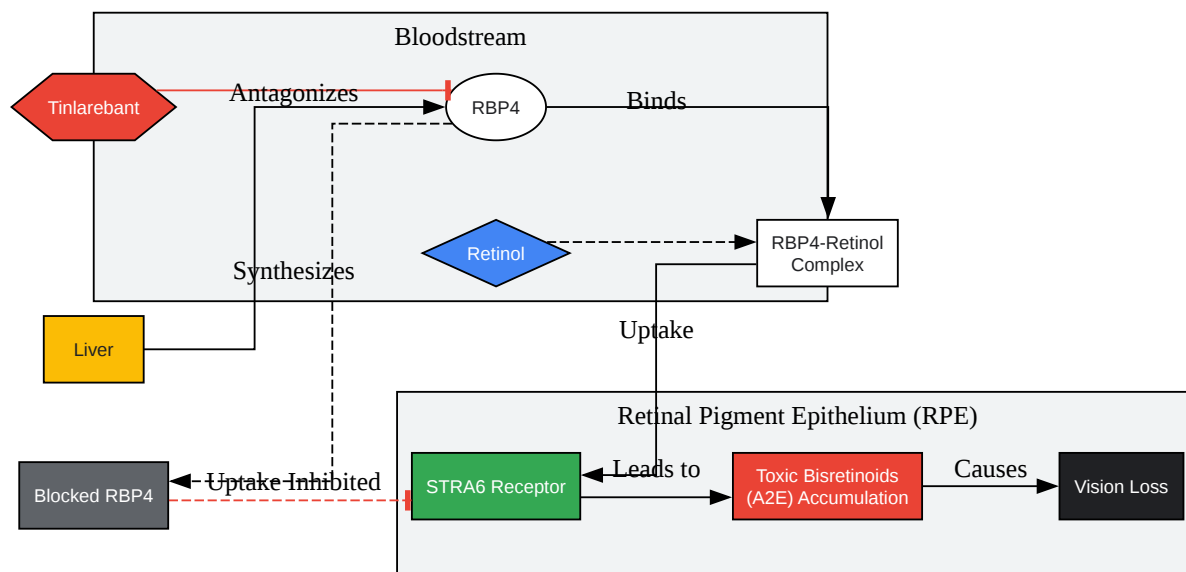 Bloodstream
Tinlarebant
Antagonizes
RBP4
Binds
Retinol
RBP4-Retinol
Complex
Synthesizes
Uptake
Liver
Retinal Pigment Epithelium (RPE)
Blocked RBP4
Uptake Inhibited
STRA6 Receptor
Leads to
Toxic Bisretinoids
(A2E) Accumulation
Causes
Vision Loss